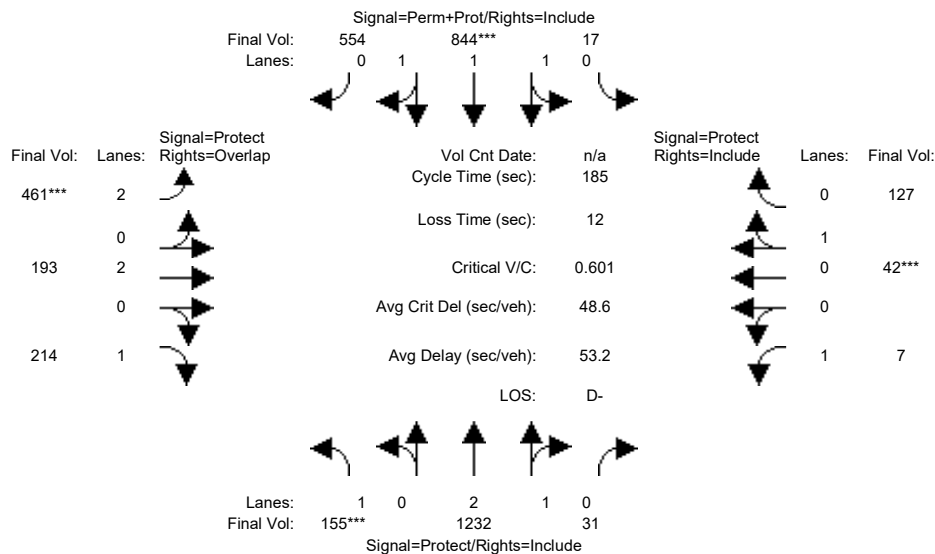 Signal=Perm+Prot/Rights=Include
Final Vol: 554 844*** 17
Lanes: 0 1 1 1 0
Signal=Protect
Final Vol: Lanes: Rights=Overlap
Vol Cnt Date: n/a
Signal=Protect
Rights=Include Lanes: Final Vol:
Cycle Time (sec): 185
461*** 2
0 127
Loss Time (sec): 12
0
1
193 2
Critical V/C: 0.601
0 42***
0
Avg Crit Del (sec/veh): 48.6
0
214 1
Avg Delay (sec/veh): 53.2
1 7
LOS: D-
Lanes: 1 0 2 1 0
Final Vol: 155*** 1232 31
Signal=Protect/Rights=Include